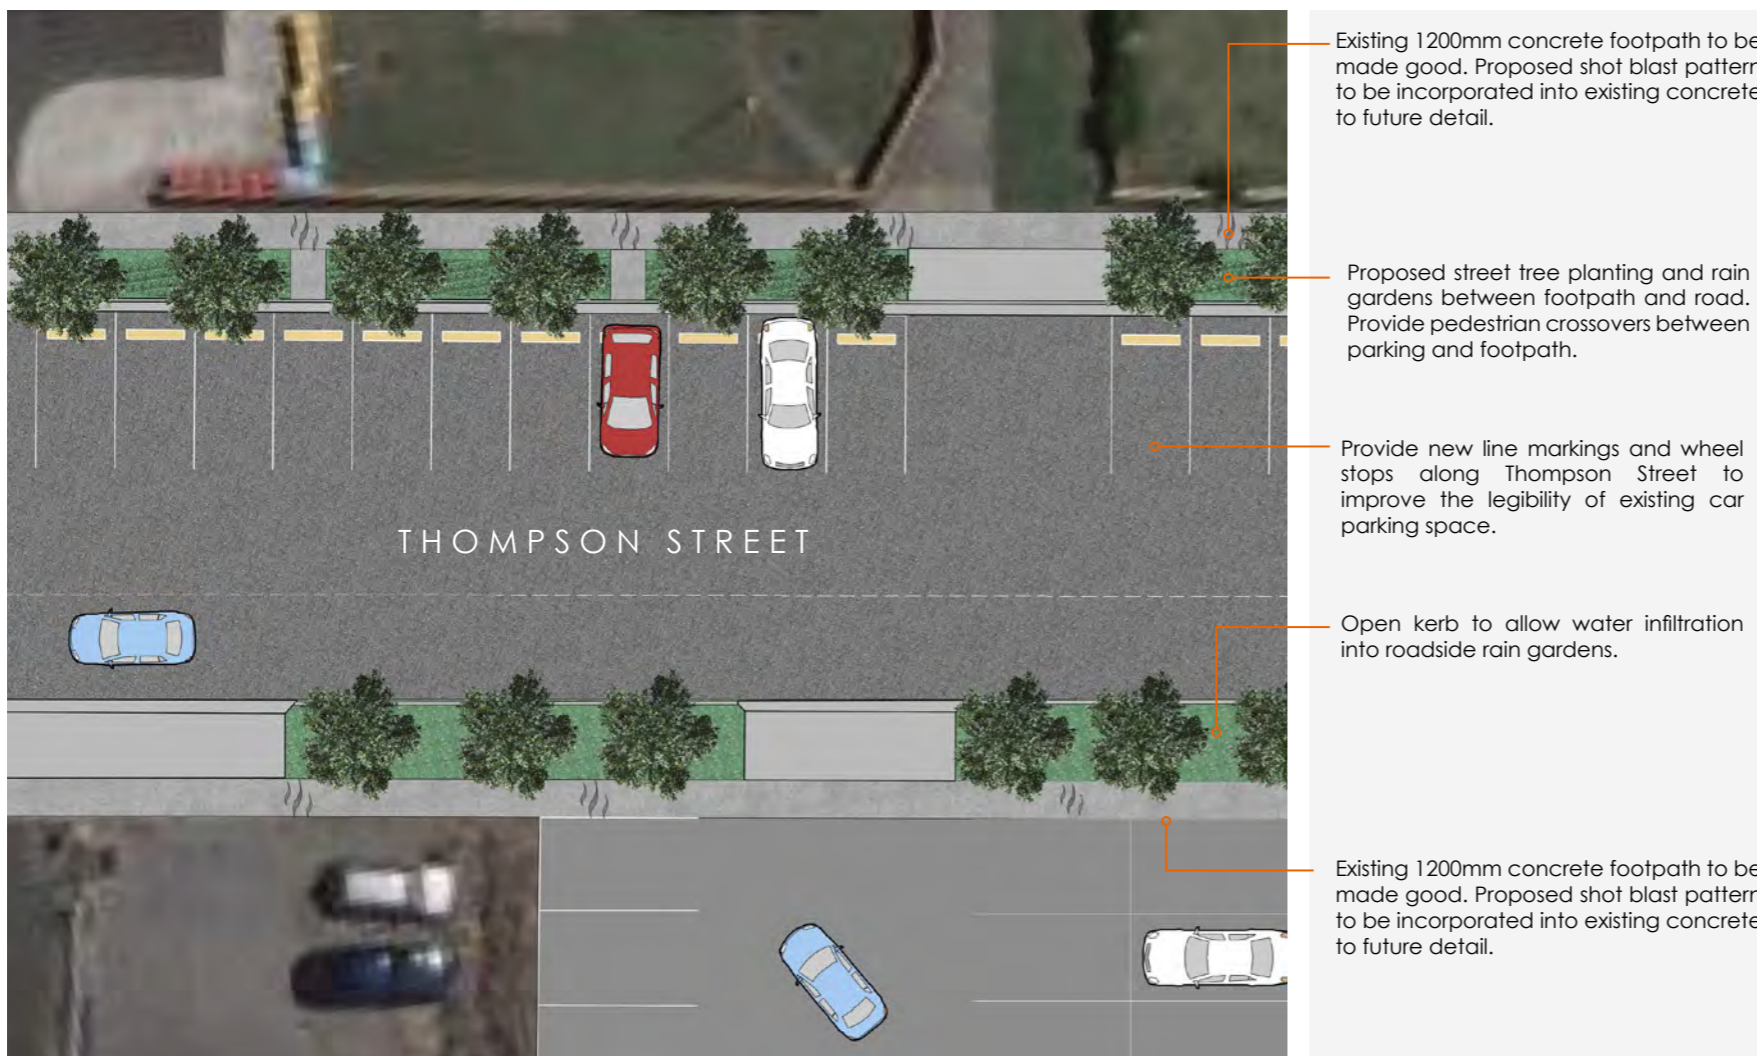 Existing 1200mm concrete footpath to be
made good. Proposed shot blast pattern
to be incorporated into existing concrete
to future detail.
Proposed street tree planting and rain
gardens between footpath and road.
Provide pedestrian crossovers between
parking and footpath.
Provide new line markings and wheel
stops along Thompson Street to
improve the legibility of existing car
parking space.
THOMPSON STREET
Open kerb to allow water infiltration
into roadside rain gardens.
Existing 1200mm concrete footpath to be
made good. Proposed shot blast pattern
to be incorporated into existing concrete
to future detail.